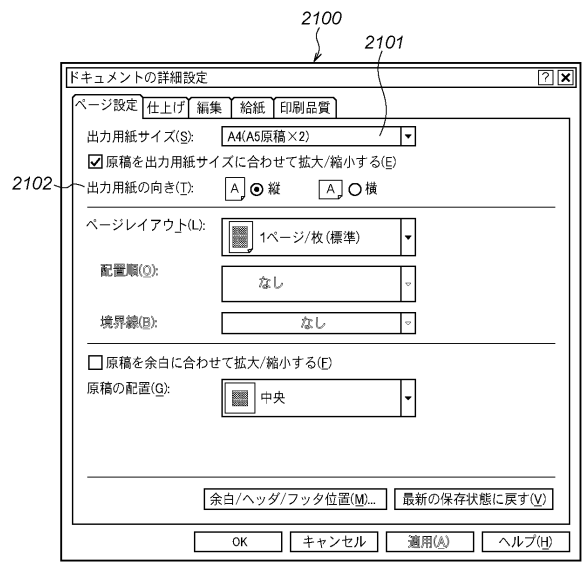 2100
2101
ドキュメントの詳細設定
ページ設定 仕上げ 編集 給紙 印刷品質
出力用紙サイズ(S): A4(A5原稿×2)
原稿を出力用紙サイズに合わせて拡大/縮小する(E)
2102 出力用紙の向き(T): A 縦 A 横
ページレイアウト(L): 1ページ/枚(標準)
配置順(O): なし
境界線(B): なし
原稿を余白に合わせて拡大/縮小する(F)
原稿の配置(G): 中央
余白/ヘッダ/フッタ位置(M)... 最新の保存状態に戻す(V)
OK キャンセル 適用(A) ヘルプ(H)